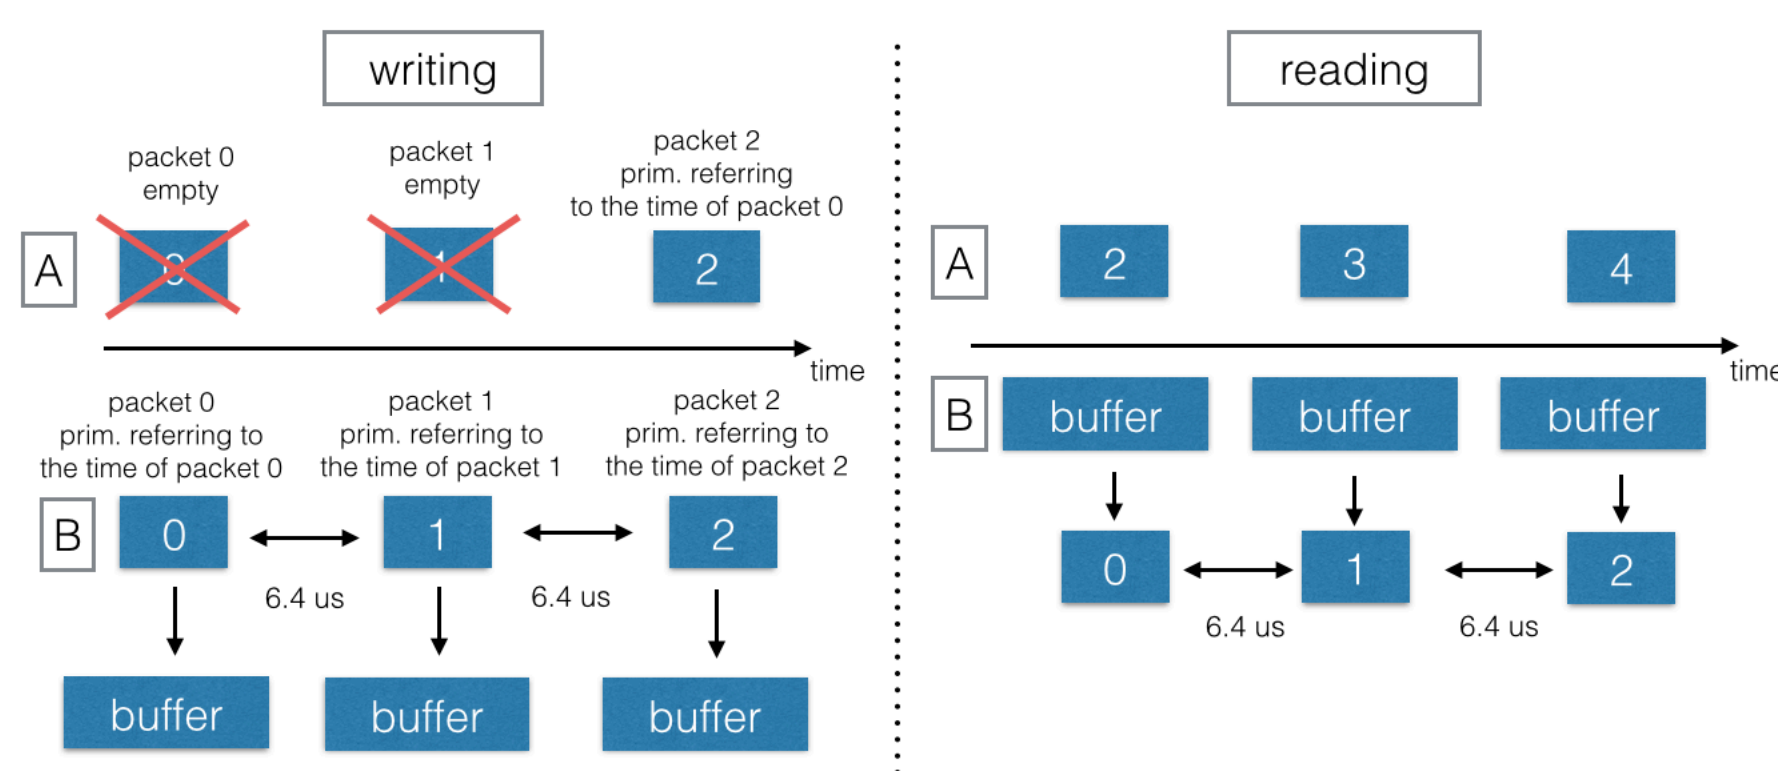 writing
packet 0
empty
packet 1
empty
packet 2
prim. referring
to the time of packet 0
A
0
1
2
time
packet 0
prim. referring to
the time of packet 0
packet 1
prim. referring to
the time of packet 1
packet 2
prim. referring to
the time of packet 2
B
0
1
2
6.4 us
6.4 us
buffer
buffer
buffer
reading
A
2
3
4
time
B
buffer
buffer
buffer
0
1
2
6.4 us
6.4 us